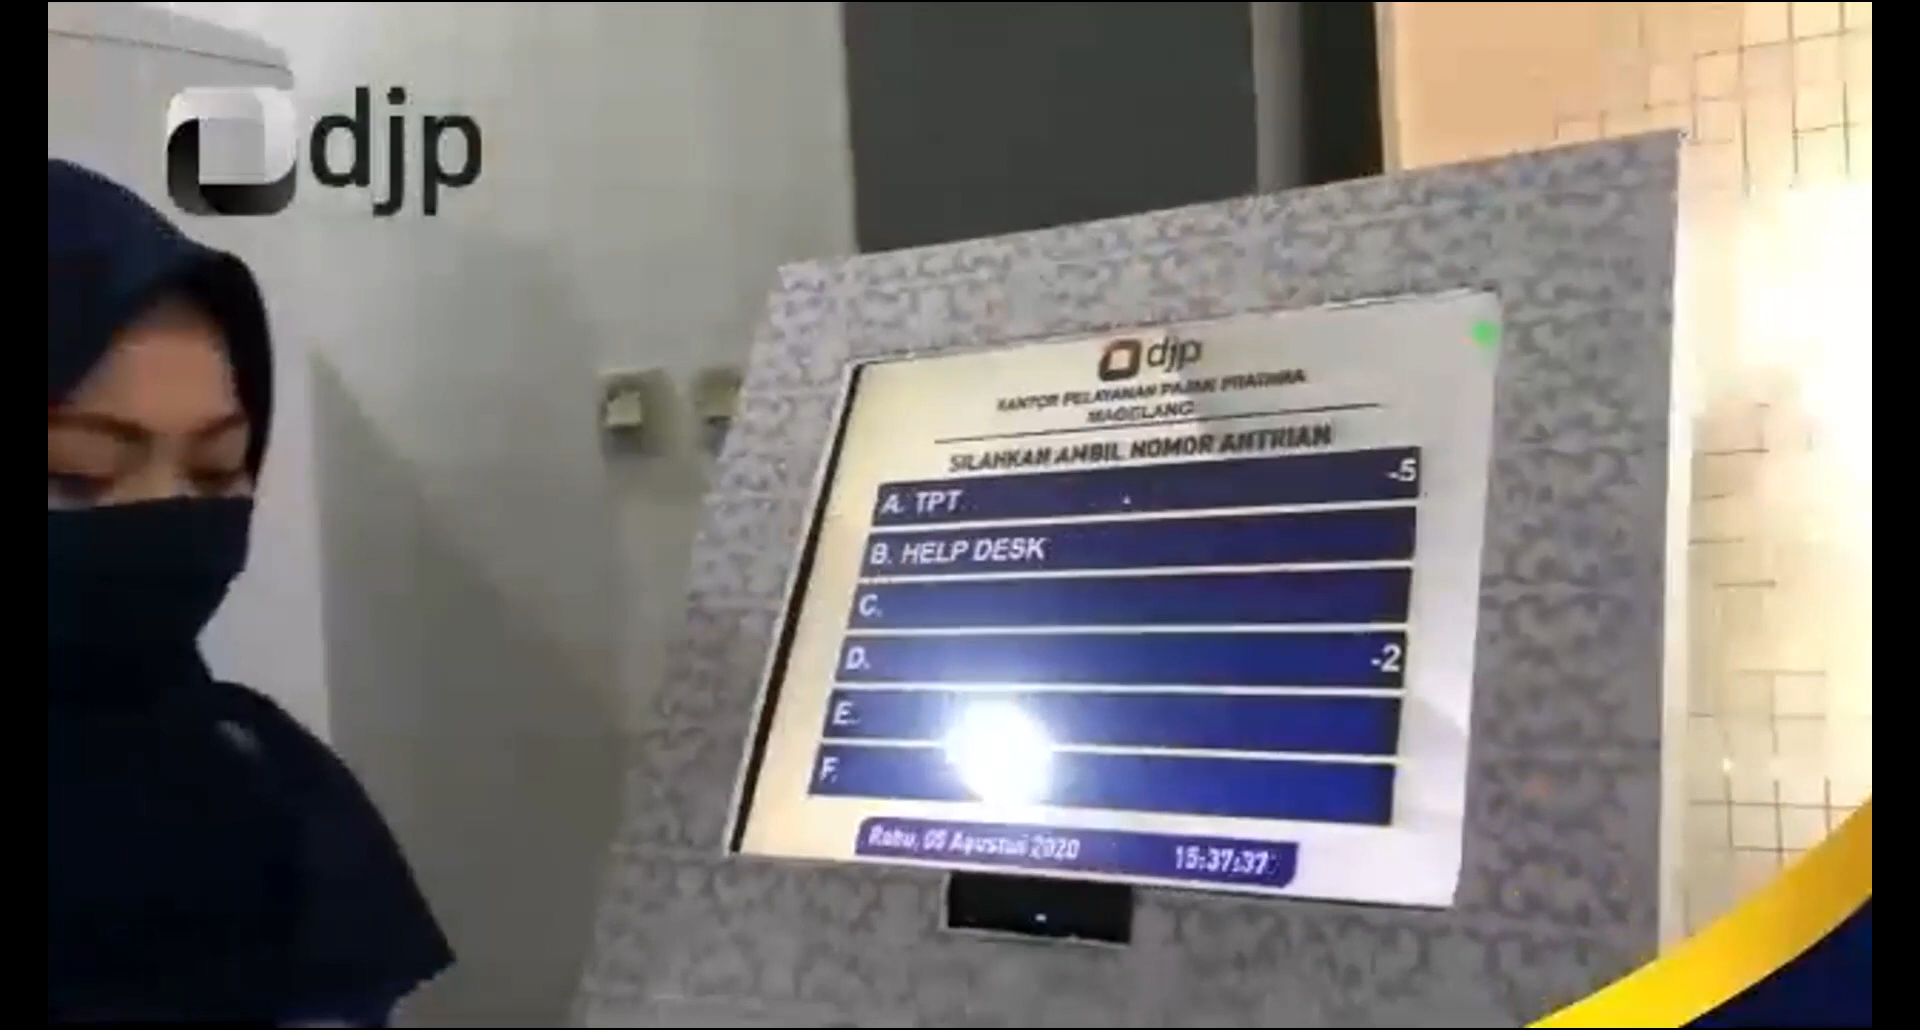 djp
djp
KANTOR PELAYANAN PAJAK PRATAMA
MAGELANG
SILAHKAN AMBIL NOMOR ANTRIAN
A. TPT -5
B. HELP DESK
C.
D. -2
E.
F.
Rabu, 05 Agustus 2020 15:37:37